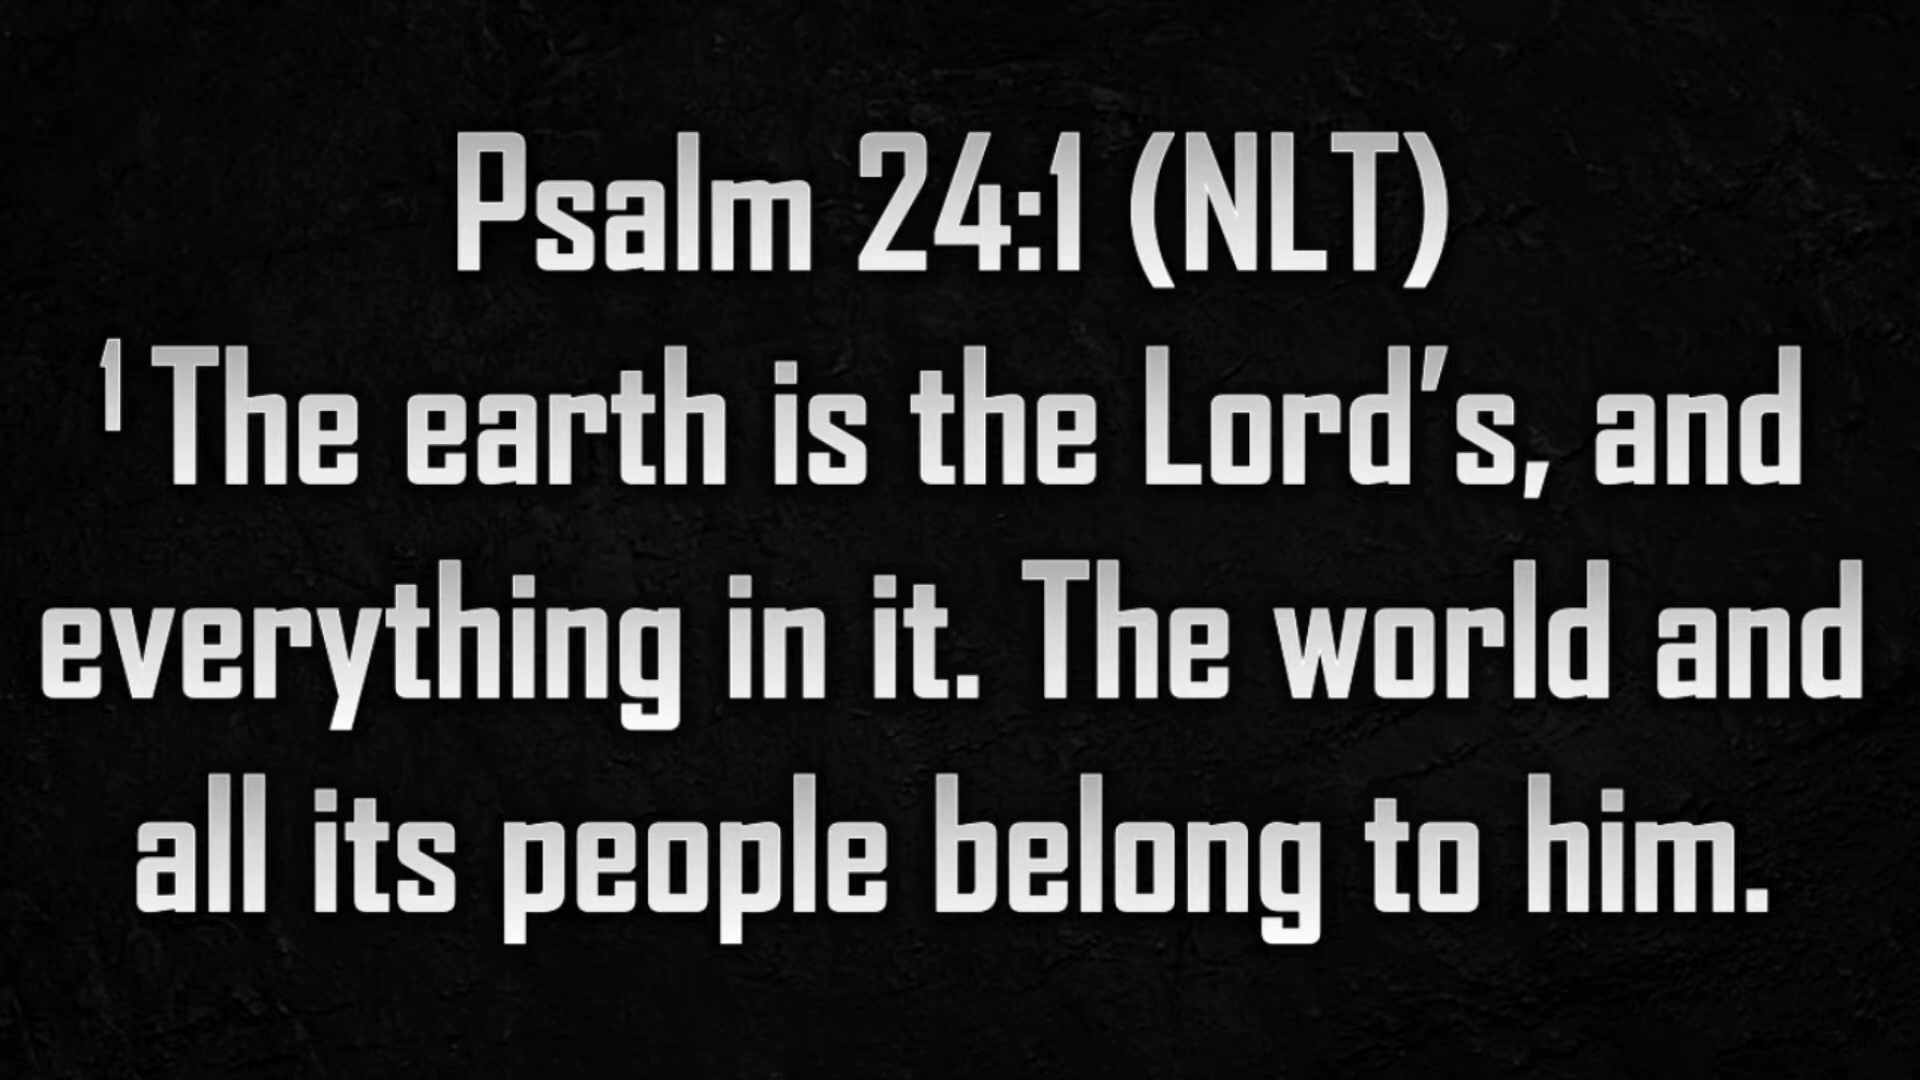 Psalm 24:1 (NLT)
1 The earth is the Lord’s, and
everything in it. The world and
all its people belong to him.